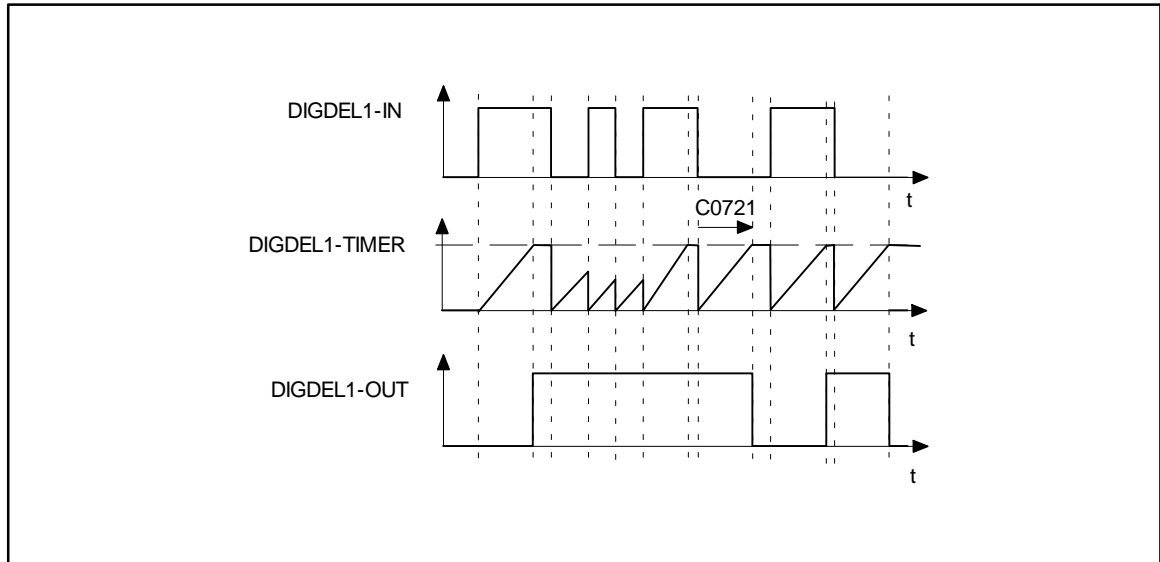 DIGDEL1-IN
t
C0721
DIGDEL1-TIMER
t
DIGDEL1-OUT
t